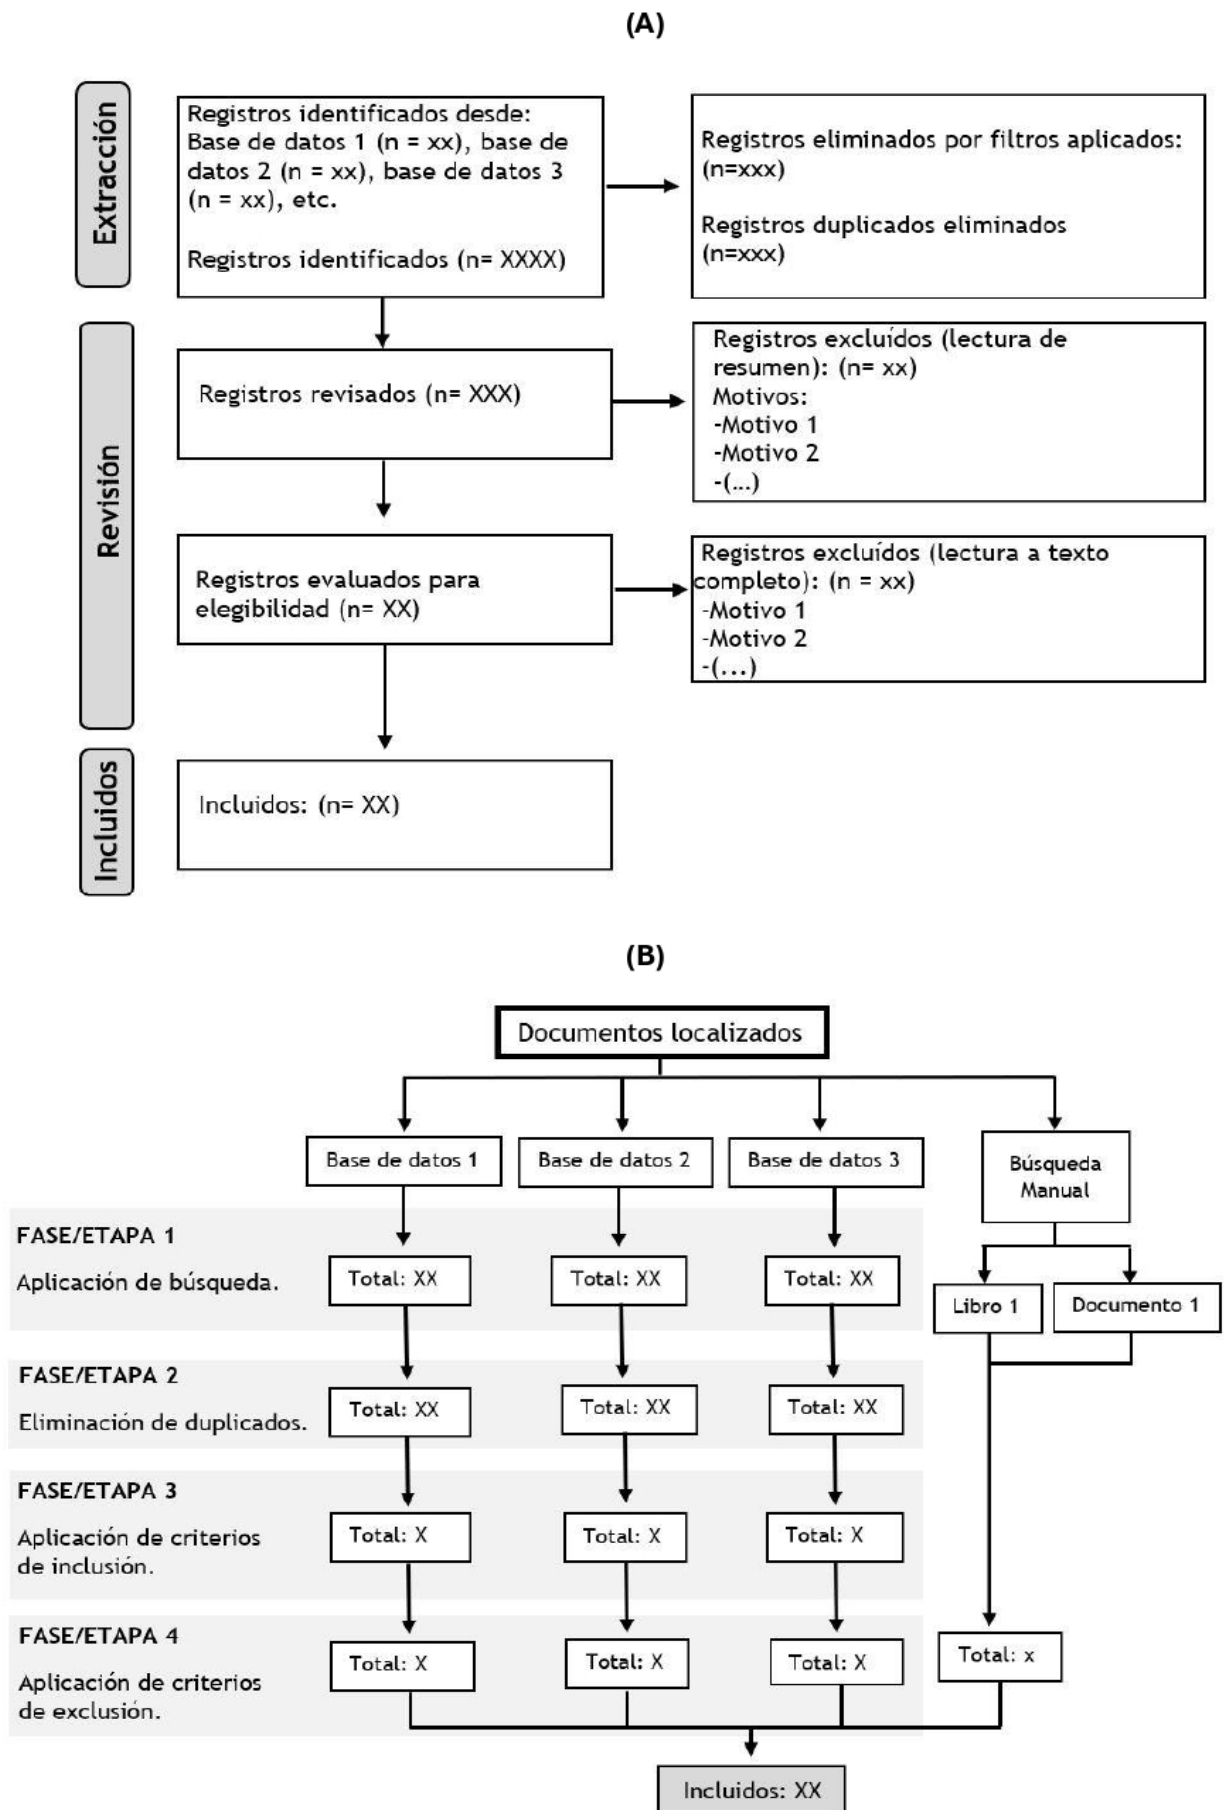 (A)
Extracción
Registros identificados desde:
Base de datos 1 (n = xx), base de
datos 2 (n = xx), base de datos 3
(n = xx), etc.
Registros identificados (n= XXXX)
Registros eliminados por filtros aplicados:
(n=xxx)
Registros duplicados eliminados
(n=xxx)
Revisión
Registros revisados (n= XXX)
Registros excluídos (lectura de
resumen): (n= xx)
Motivos:
-Motivo 1
-Motivo 2
-(...)
Registros evaluados para
elegibilidad (n= XX)
Registros excluídos (lectura a texto
completo): (n = xx)
-Motivo 1
-Motivo 2
-(...)
Incluidos
Incluidos: (n= XX)
(B)
Documentos localizados
Base de datos 1
Base de datos 2
Base de datos 3
Búsqueda
Manual
FASE/ETAPA 1
Aplicación de búsqueda.
Total: XX
Total: XX
Total: XX
Libro 1
Documento 1
FASE/ETAPA 2
Eliminación de duplicados.
Total: XX
Total: XX
Total: XX
FASE/ETAPA 3
Aplicación de criterios
de inclusión.
Total: X
Total: X
Total: X
FASE/ETAPA 4
Aplicación de criterios
de exclusión.
Total: X
Total: X
Total: X
Total: x
Incluidos: XX